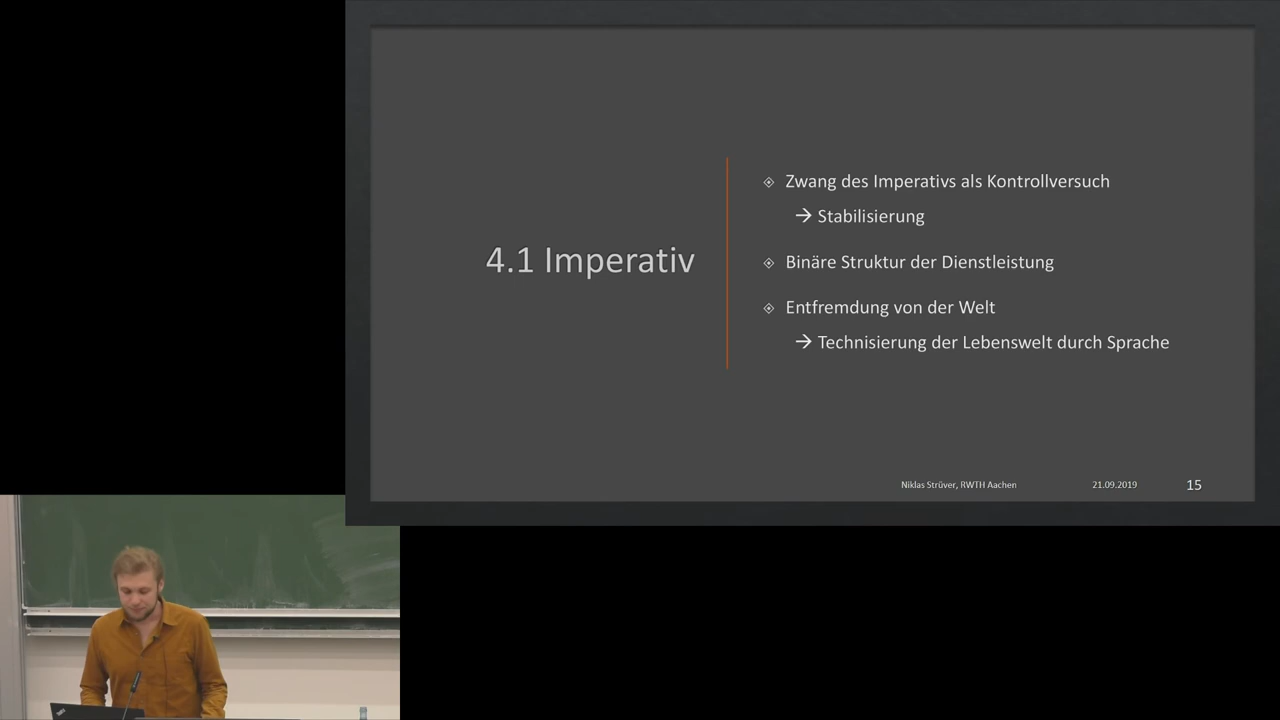 4.1 Imperativ
Zwang des Imperativs als Kontrollversuch
→ Stabilisierung
Binäre Struktur der Dienstleistung
Entfremdung von der Welt
→ Technisierung der Lebenswelt durch Sprache
Niklas Strüver, RWTH Aachen
21.09.2019
15